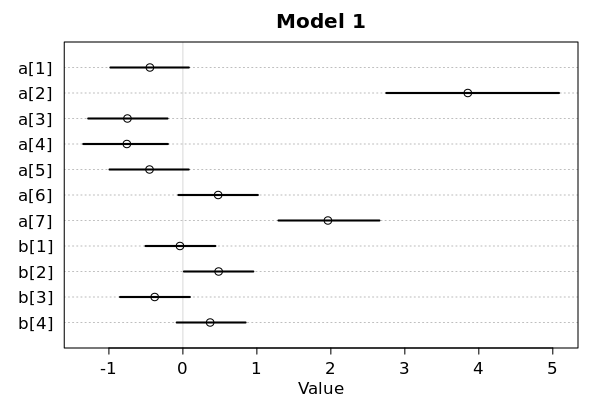 Model 1
a[1]
a[2]
a[3]
a[4]
a[5]
a[6]
a[7]
b[1]
b[2]
b[3]
b[4]
-1 0 1 2 3 4 5
Value